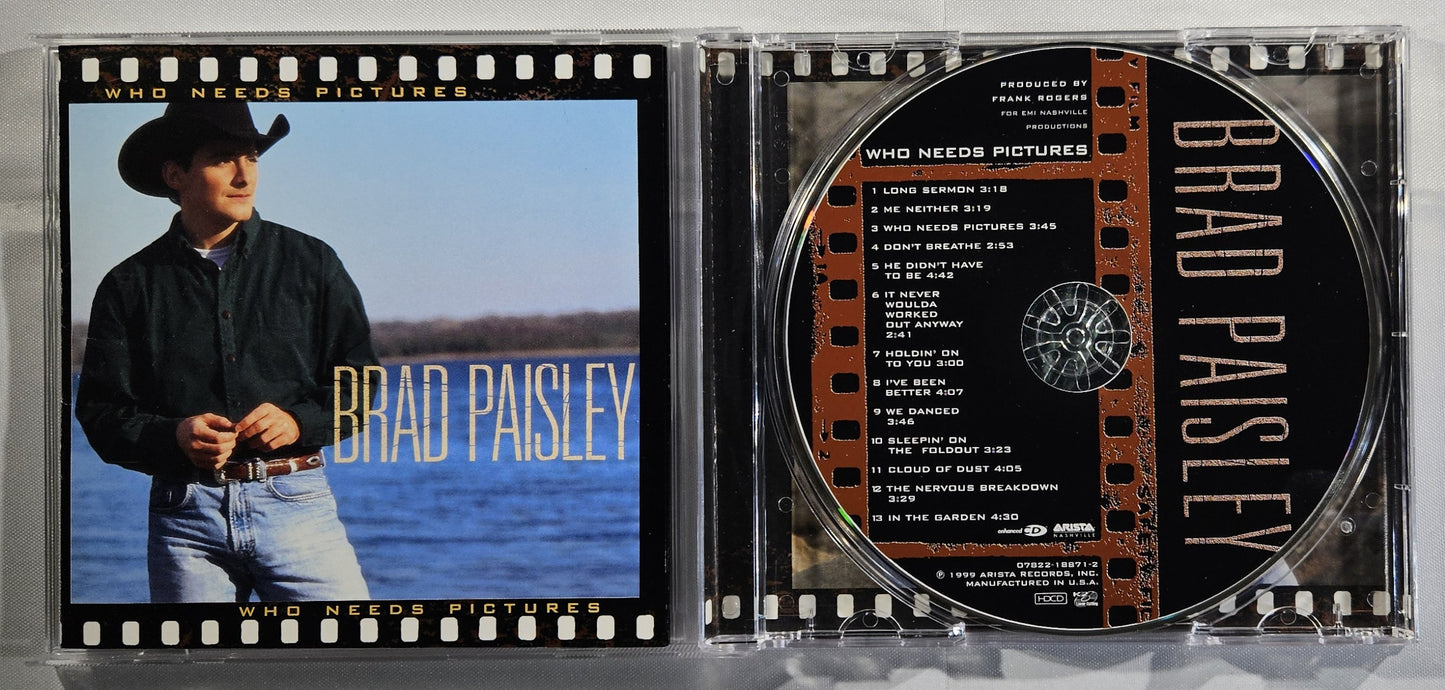 WHO NEEDS PICTURES
BRAD PAISLEY
WHO NEEDS PICTURES
PRODUCED BY
FRANK ROGERS
FOR EMI NASHVILLE
PRODUCTIONS
WHO NEEDS PICTURES
1 LONG SERMON 3:18
2 ME NEITHER 3:19
3 WHO NEEDS PICTURES 3:45
4 DON'T BREATHE 2:53
5 HE DIDN'T HAVE
TO BE 4:42
6 IT NEVER
WOULDA
WORKED
OUT ANYWAY
2:41
7 HOLDIN' ON
TO YOU 3:00
8 I'VE BEEN
BETTER 4:07
9 WE DANCED
3:46
10 SLEEPIN' ON
THE FOLDOUT 3:23
11 CLOUD OF DUST 4:05
12 THE NERVOUS BREAKDOWN
3:29
13 IN THE GARDEN 4:30
enhanced CD
ARISTA
NASHVILLE
07822-18871-2
℗ 1999 ARISTA RECORDS, INC.
MANUFACTURED IN U.S.A.
HDCD
BRAD PAISLEY
FILM